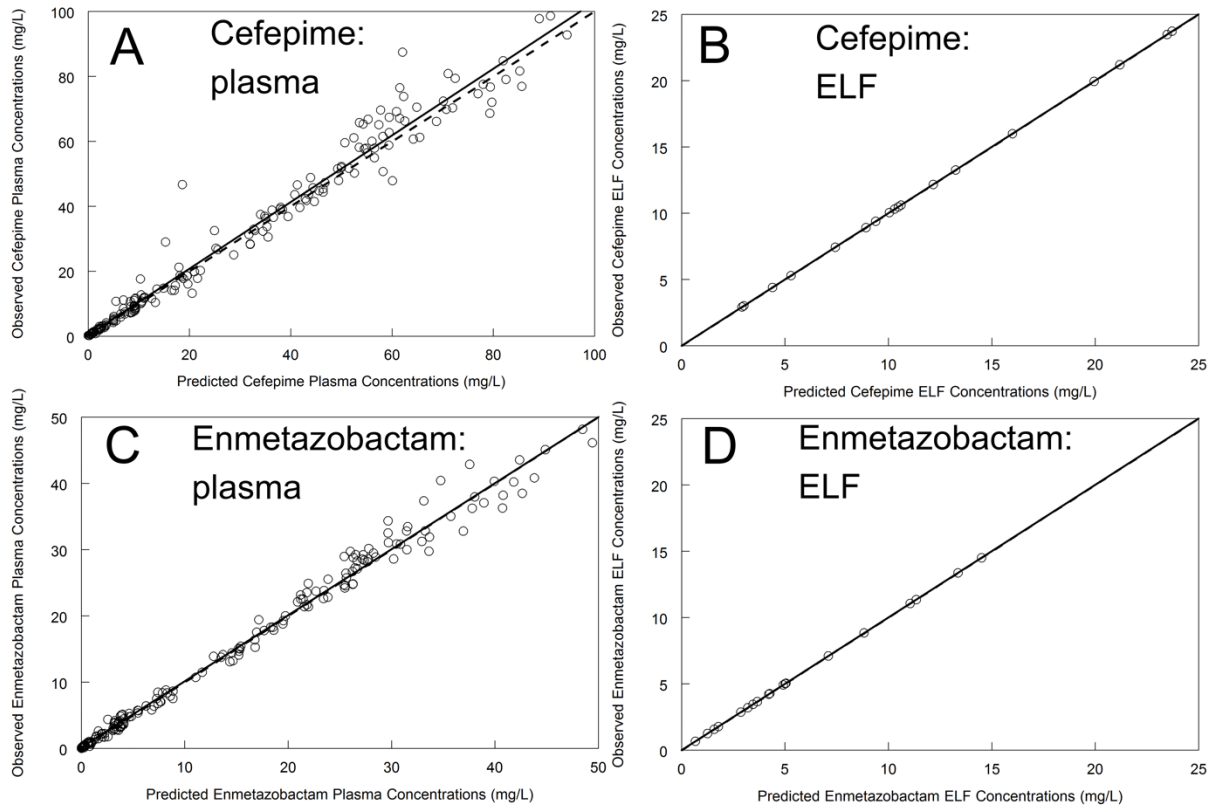 A
Cefepime:
plasma
Observed Cefepime Plasma Concentrations (mg/L)
100
80
60
40
20
0
0 20 40 60 80 100
Predicted Cefepime Plasma Concentrations (mg/L)
B
Cefepime:
ELF
Observed Cefepime ELF Concentrations (mg/L)
25
20
15
10
5
0
0 5 10 15 20 25
Predicted Cefepime ELF Concentrations (mg/L)
C
Enmetazobactam:
plasma
Observed Enmetazobactam Plasma Concentrations (mg/L)
50
40
30
20
10
0
0 10 20 30 40 50
Predicted Enmetazobactam Plasma Concentrations (mg/L)
D
Enmetazobactam:
ELF
Observed Enmetazobactam ELF Concentrations (mg/L)
25
20
15
10
5
0
0 5 10 15 20 25
Predicted Enmetazobactam ELF Concentrations (mg/L)